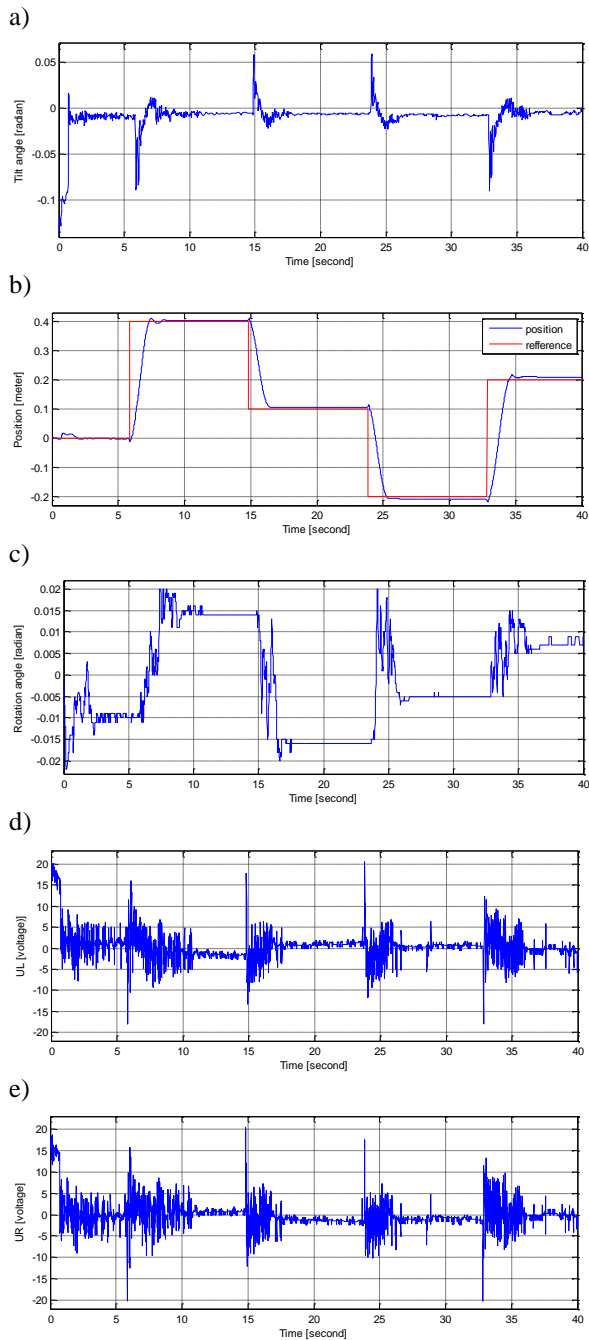 a)
0.05
0
-0.05
-0.1
Tilt angle [radian]
0 5 10 15 20 25 30 35 40
Time [second]
b)
0.4
0.3
0.2
0.1
0
-0.1
-0.2
Position [meter]
position
refference
0 5 10 15 20 25 30 35 40
Time [second]
c)
0.02
0.015
0.01
0.005
0
-0.005
-0.01
-0.015
-0.02
Rotation angle [radian]
0 5 10 15 20 25 30 35 40
Time [second]
d)
20
15
10
5
0
-5
-10
-15
-20
UL [voltage)]
0 5 10 15 20 25 30 35 40
Time [second]
e)
20
15
10
5
0
-5
-10
-15
-20
UR [voltage]
0 5 10 15 20 25 30 35 40
Time [second]